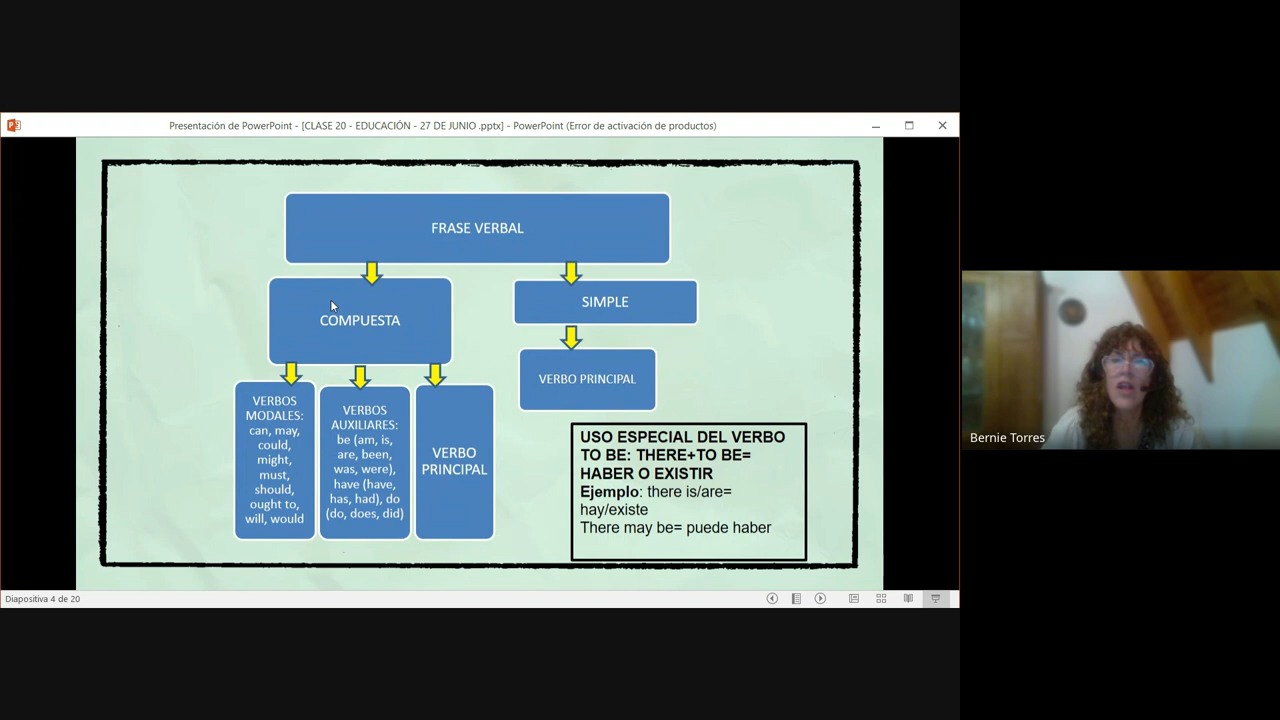 Presentación de PowerPoint - [CLASE 20 - EDUCACIÓN - 27 DE JUNIO .pptx] - PowerPoint (Error de activación de productos)
FRASE VERBAL
COMPUESTA
SIMPLE
VERBO PRINCIPAL
VERBOS
MODALES:
can, may,
could,
might,
must,
should,
ought to,
will, would
VERBOS
AUXILIARES:
be (am, is,
are, been,
was, were),
have (have,
has, had), do
(do, does, did)
VERBO
PRINCIPAL
USO ESPECIAL DEL VERBO
TO BE: THERE+TO BE=
HABER O EXISTIR
Ejemplo: there is/are=
hay/existe
There may be= puede haber
Bernie Torres
Diapositiva 4 de 20